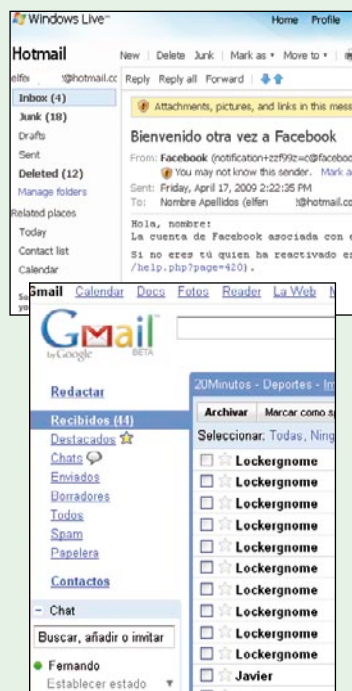 Windows Live™ Home Profile
Hotmail New Delete Junk Mark as Move to
@hotmail.cc Reply Reply all Forward
Inbox (4)
Junk (18)
Drafts
Sent
Deleted (12)
Manage folders
Related places
Today
Contact list
Calendar
Attachments, pictures, and links in this mess
Bienvenido otra vez a Facebook
From: Facebook (notification+zzf99z=c@faceboo
You may not know this sender. Mark a
Sent: Friday, April 17, 2009 2:22:35 PM
To: Nombre Apellidos (elfen @hotmail.co
Hola, nombre:
La cuenta de Facebook asociada con
Si no eres tú quien ha reactivado
/help.php?page=420).
Gmail Calendar Docs Fotos Reader La Web
GMail
by Google BETA
Redactar
Recibidos (44)
Destacados
Chats
Enviados
Borradores
Todos
Spam
Papelera
Contactos
Chat
Buscar, añadir o invitar
Fernando
Establecer estado
20Minutos - Deportes -
Archivar Marcar como
Seleccionar: Todas, Ning
Lockergnome
Lockergnome
Lockergnome
Lockergnome
Lockergnome
Lockergnome
Lockergnome
Lockergnome
Lockergnome
Lockergnome
Javier